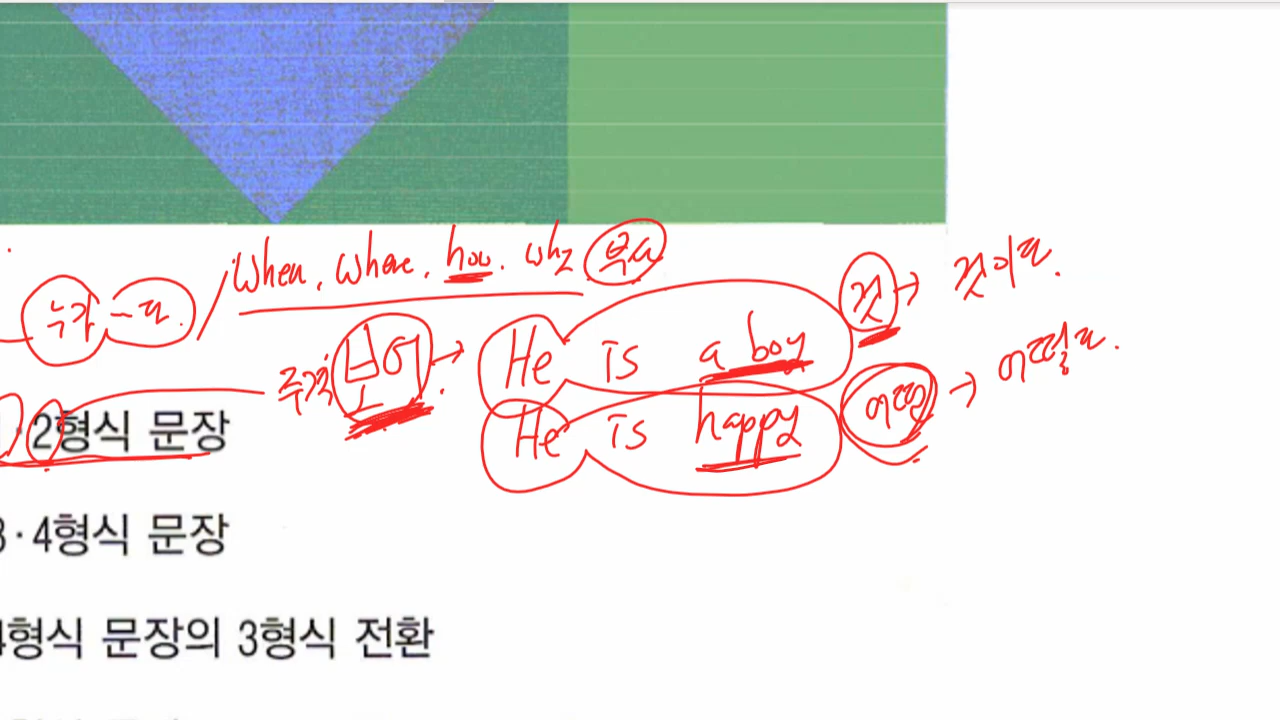 When, Where, how. why 부사
누가 ~다.
주격 보어 → He is a boy 것 → 것이다.
He is happy 어떤 → 어떻다.
1·2형식 문장
3·4형식 문장
4형식 문장의 3형식 전환